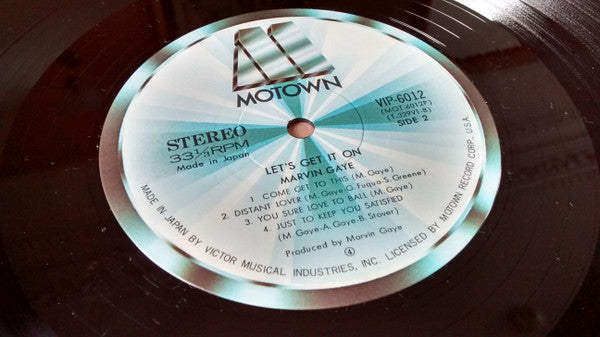 MOTOWN
STEREO
33⅓RPM
Made in Japan
VIP-6012
(MOT-6012P)
(T-329V1.B)
SIDE 2
LET'S GET IT ON
MARVIN GAYE
1. COME GET TO THIS (M. Gaye)
2. DISTANT LOVER (M. Gaye-G. Fuqua-S. Greene)
3. YOU SURE LOVE TO BALL (M. Gaye)
4. JUST TO KEEP YOU SATISFIED
(M. Gaye-A. Gaye-B. Stover)
Produced by Marvin Gaye
④
MADE IN JAPAN BY VICTOR MUSICAL INDUSTRIES, INC. LICENSED BY MOTOWN RECORD CORP. U.S.A.